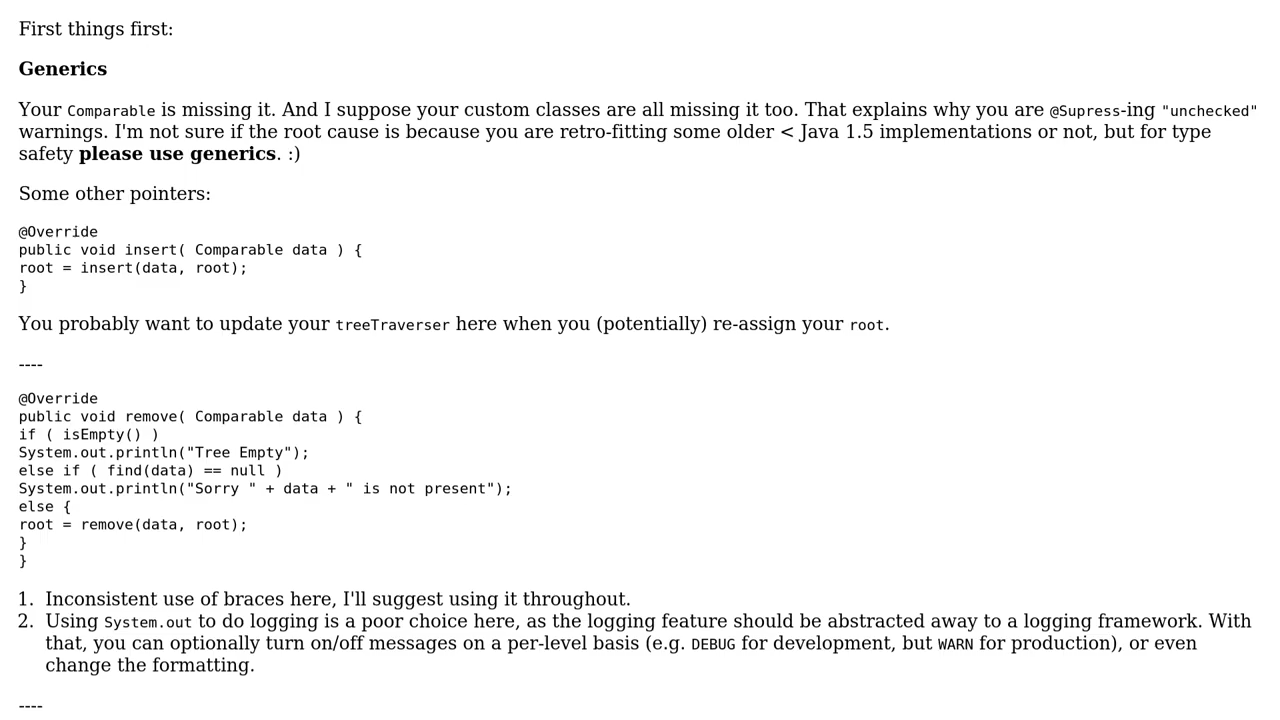 First things first:
Generics
Your Comparable is missing it. And I suppose your custom classes are all missing it too. That explains why you are @Supress-ing "unchecked"
warnings. I'm not sure if the root cause is because you are retro-fitting some older < Java 1.5 implementations or not, but for type
safety please use generics. :)
Some other pointers:
@Override
public void insert( Comparable data ) {
root = insert(data, root);
}
You probably want to update your treeTraverser here when you (potentially) re-assign your root.
----
@Override
public void remove( Comparable data ) {
if ( isEmpty() )
System.out.println("Tree Empty");
else if ( find(data) == null )
System.out.println("Sorry " + data + " is not present");
else {
root = remove(data, root);
}
}
1. Inconsistent use of braces here, I'll suggest using it throughout.
2. Using System.out to do logging is a poor choice here, as the logging feature should be abstracted away to a logging framework. With
that, you can optionally turn on/off messages on a per-level basis (e.g. DEBUG for development, but WARN for production), or even
change the formatting.
----